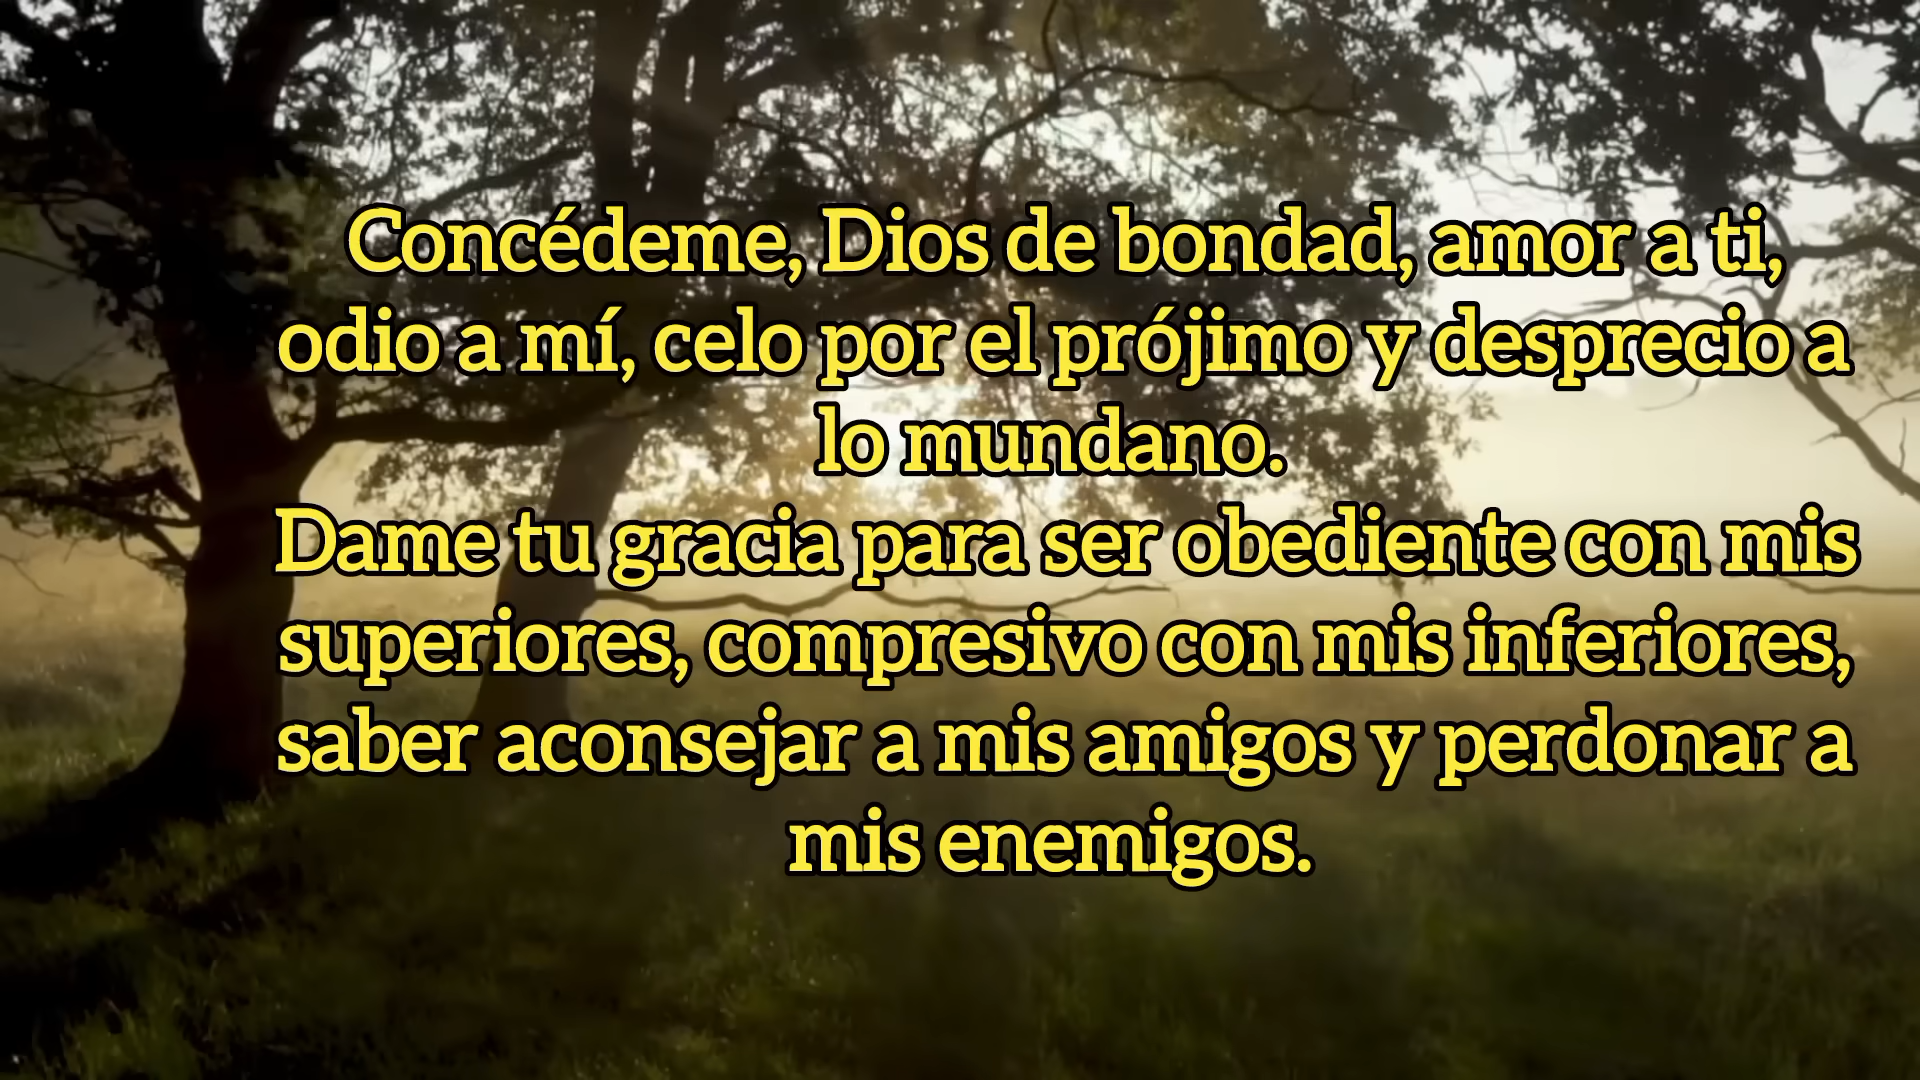 Concédeme, Dios de bondad, amor a ti,
odio a mí, celo por el prójimo y desprecio a
lo mundano.
Dame tu gracia para ser obediente con mis
superiores, compresivo con mis inferiores,
saber aconsejar a mis amigos y perdonar a
mis enemigos.